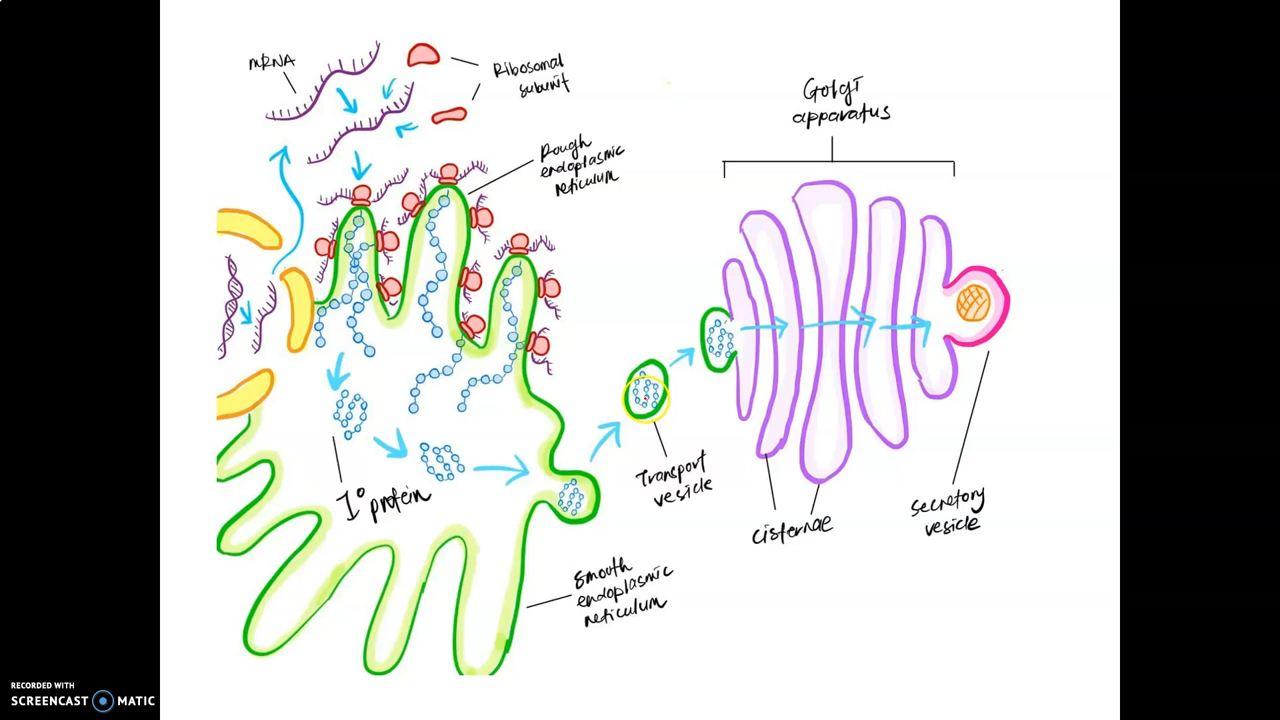 mRNA
Ribosomal
subunit
Rough
endoplasmic
reticulum
Golgi
apparatus
1° protein
Transport
vesicle
cisternae
secretory
vesicle
smooth
endoplasmic
reticulum
RECORDED WITH
SCREENCAST MATIC